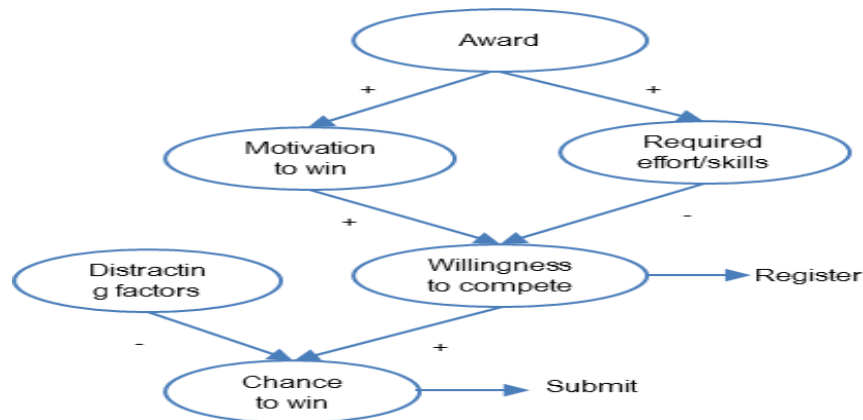 Award
+
+
Motivation
to win
Required
effort/skills
+
-
Distractin
g factors
Willingness
to compete
Register
-
+
Chance
to win
Submit